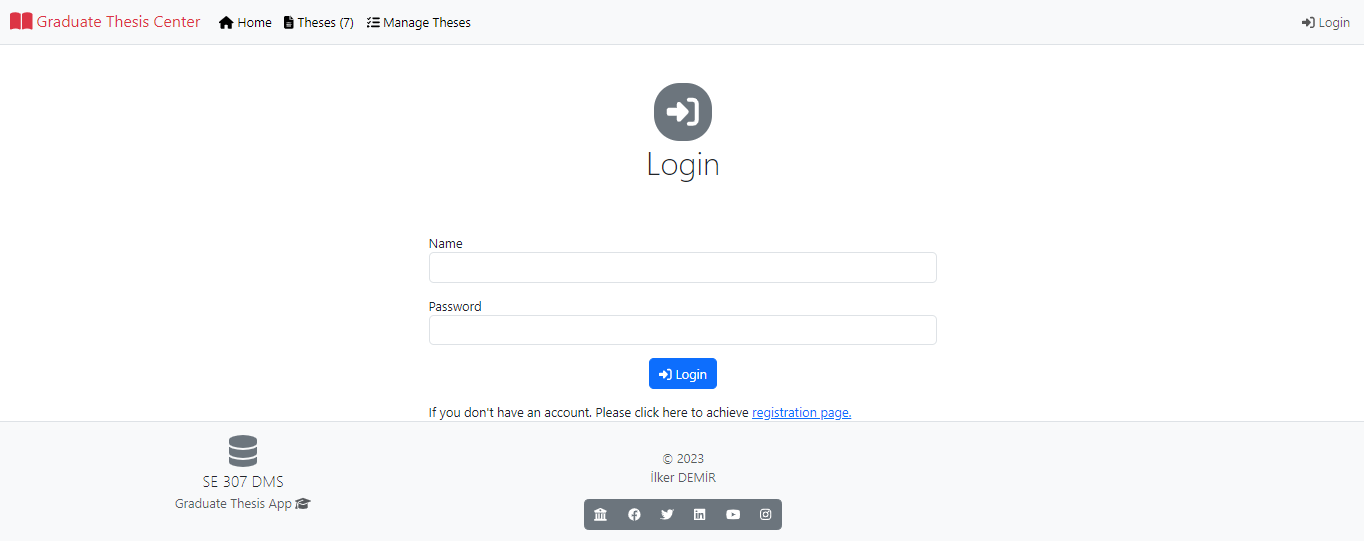 Graduate Thesis Center Home Theses (7) Manage Theses Login
Login
Name
Password
Login
If you don't have an account. Please click here to achieve registration page.
SE 307 DMS
Graduate Thesis App
© 2023
İlker DEMİR